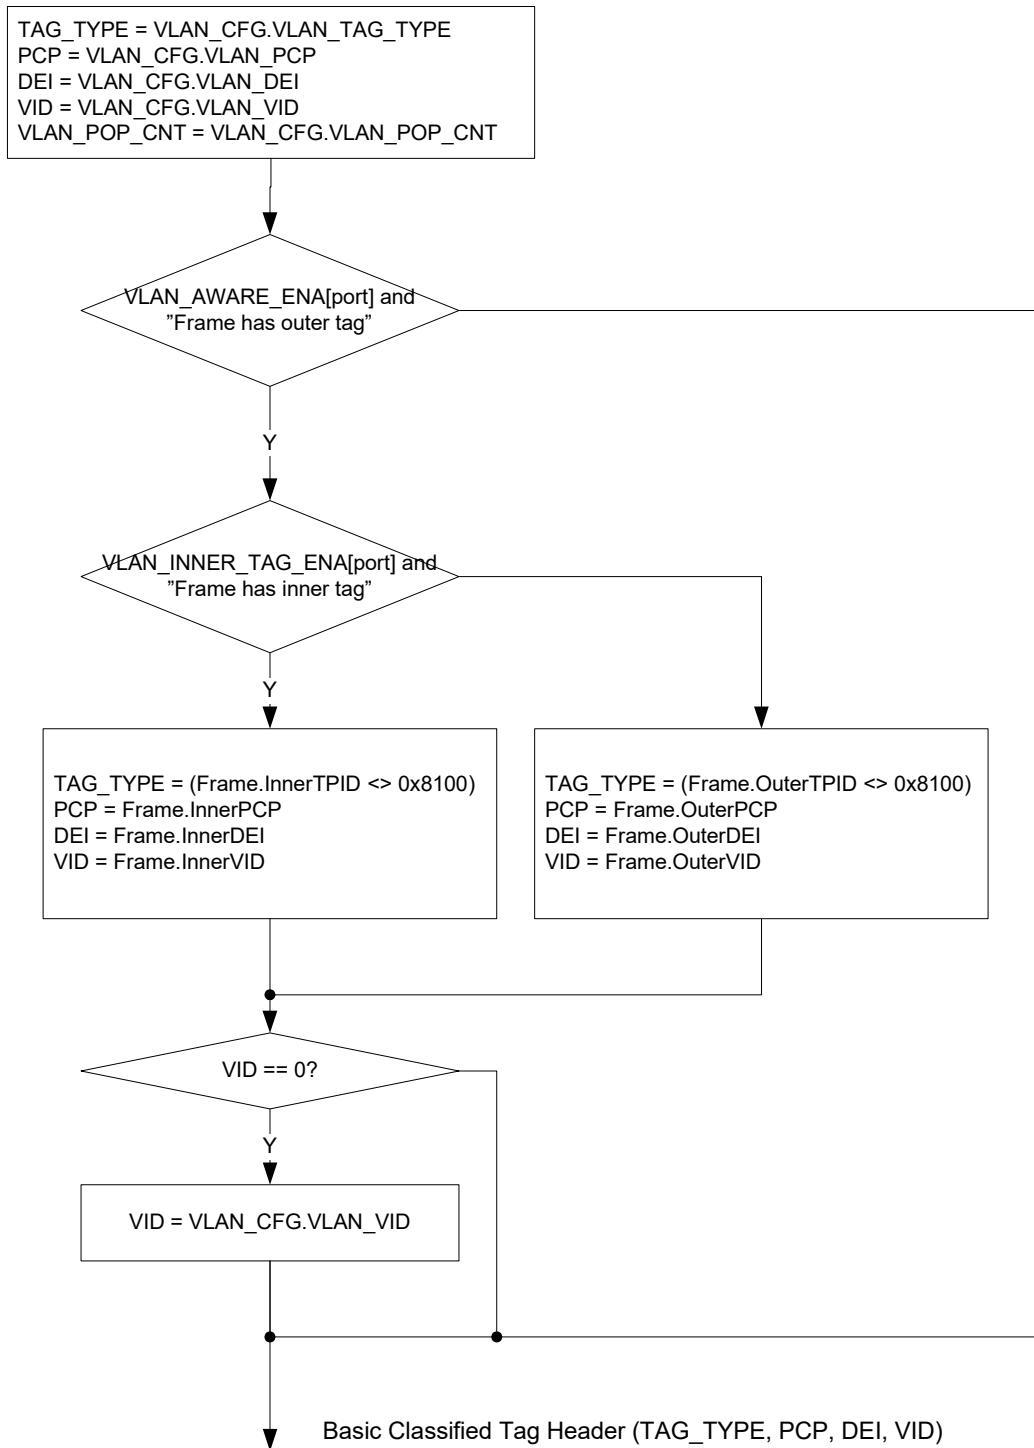 TAG_TYPE = VLAN_CFG.VLAN_TAG_TYPE
PCP = VLAN_CFG.VLAN_PCP
DEI = VLAN_CFG.VLAN_DEI
VID = VLAN_CFG.VLAN_VID
VLAN_POP_CNT = VLAN_CFG.VLAN_POP_CNT
VLAN_AWARE_ENA[port] and
”Frame has outer tag”
Y
VLAN_INNER_TAG_ENA[port] and
”Frame has inner tag”
Y
TAG_TYPE = (Frame.InnerTPID <> 0x8100)
PCP = Frame.InnerPCP
DEI = Frame.InnerDEI
VID = Frame.InnerVID
TAG_TYPE = (Frame.OuterTPID <> 0x8100)
PCP = Frame.OuterPCP
DEI = Frame.OuterDEI
VID = Frame.OuterVID
VID == 0?
Y
VID = VLAN_CFG.VLAN_VID
Basic Classified Tag Header (TAG_TYPE, PCP, DEI, VID)